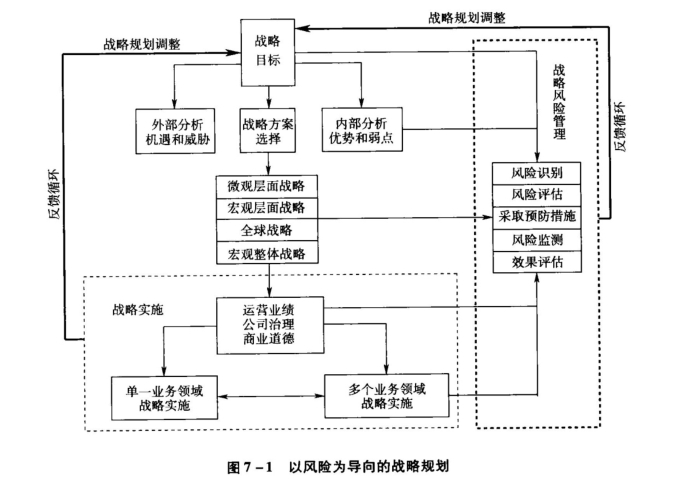 战略规划调整
战略规划调整
战略
目标
外部分析
机遇和威胁
战略方案
选择
内部分析
优势和弱点
战略风险管理
反馈循环
反馈循环
微观层面战略
宏观层面战略
全球战略
宏观整体战略
风险识别
风险评估
采取预防措施
风险监测
效果评估
战略实施
运营业绩
公司治理
商业道德
单一业务领域
战略实施
多个业务领域
战略实施
图 7-1 以风险为导向的战略规划